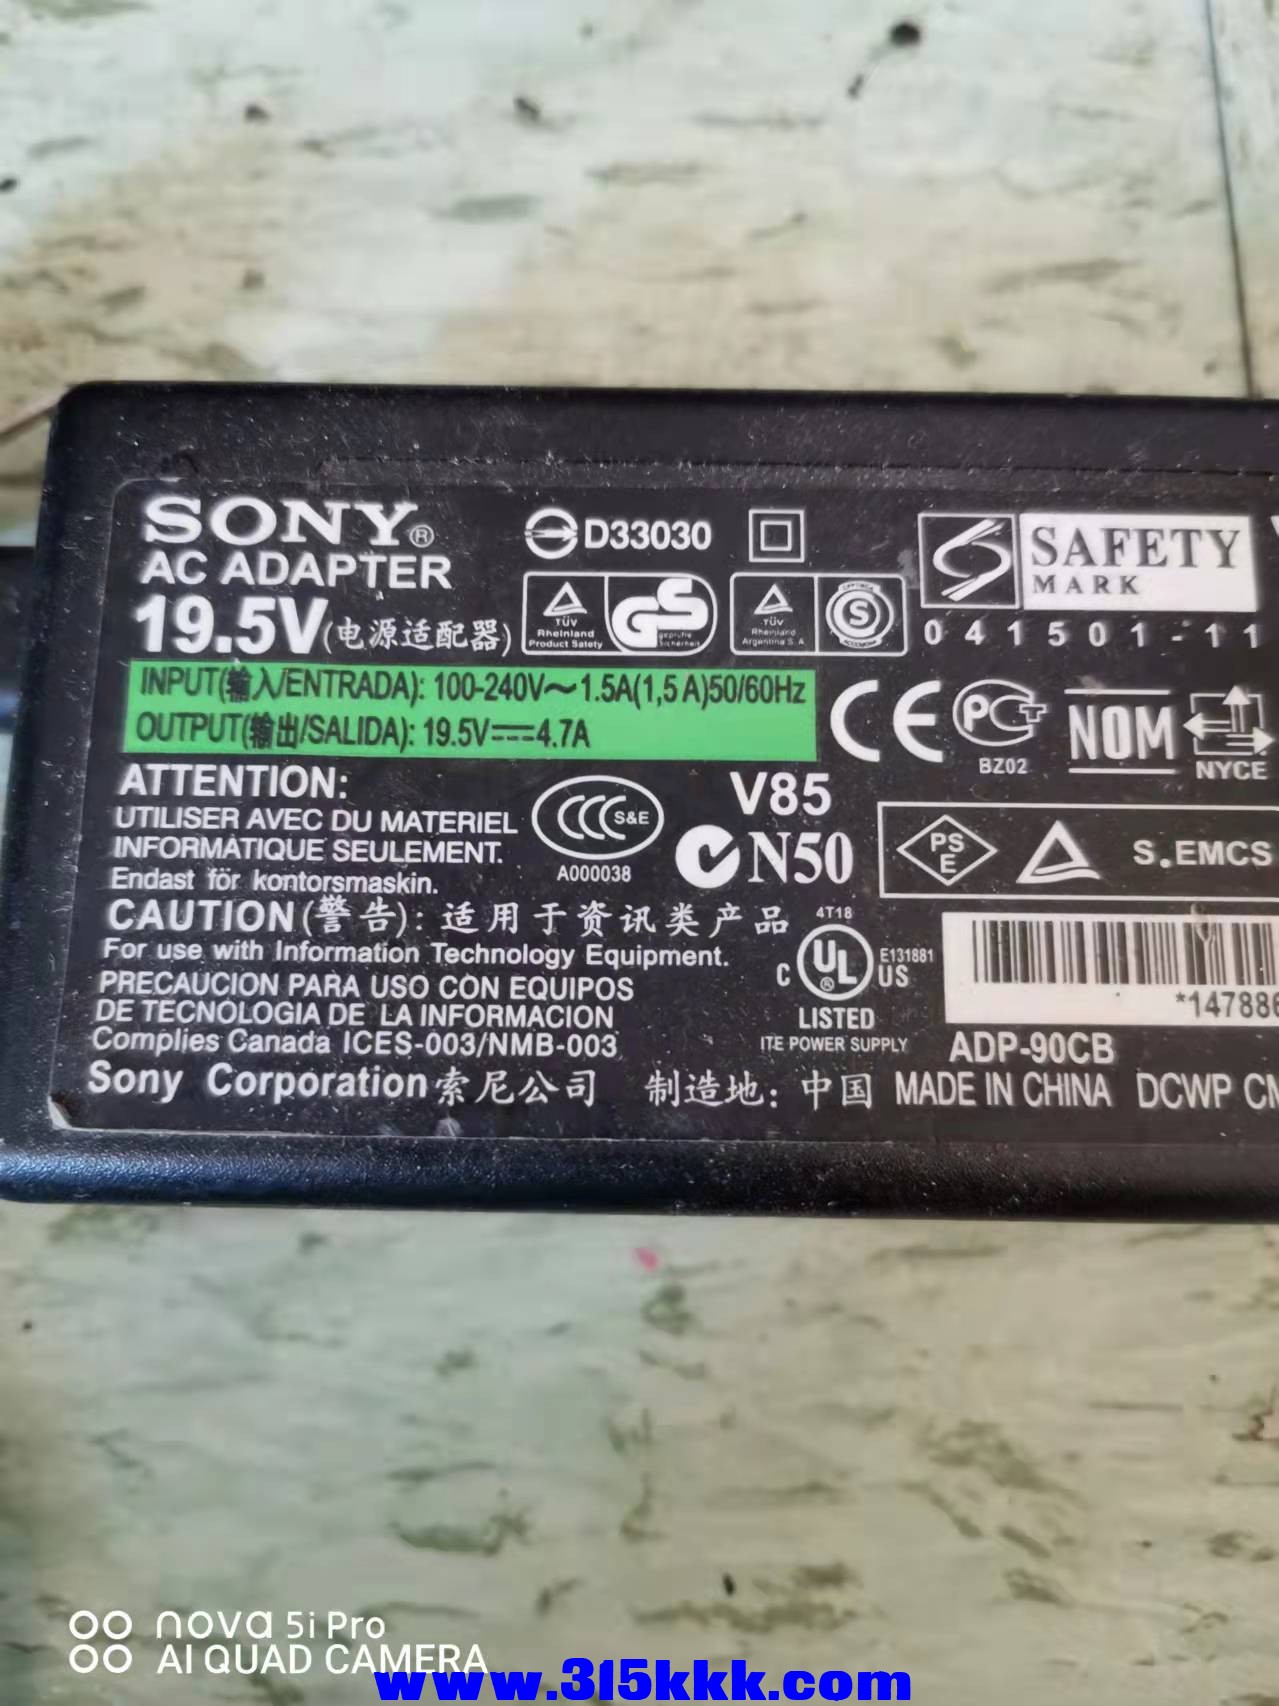 SONY®
AC ADAPTER
19.5V(电源适配器)
INPUT(输入/ENTRADA): 100-240V~1.5A(1,5 A)50/60Hz
OUTPUT(输出/SALIDA): 19.5V⎓4.7A
D33030
TÜV
Rheinland
Product Safety
GS
geprüfte
Sicherheit
TÜV
Rheinland
Argentina S.A
S
SAFETY
MARK
041501-11
CE
PCT
BZ02
NOM
NYCE
ATTENTION:
UTILISER AVEC DU MATERIEL
INFORMATIQUE SEULEMENT.
Endast för kontorsmaskin.
CCC S&E
A000038
V85
N50
PS
E
S.EMCS
CAUTION(警告): 适用于资讯类产品
For use with Information Technology Equipment.
PRECAUCION PARA USO CON EQUIPOS
DE TECNOLOGIA DE LA INFORMACION
Complies Canada ICES-003/NMB-003
4T18
C UL® US
E131881
LISTED
ITE POWER SUPPLY
*14788
ADP-90CB
Sony Corporation索尼公司 制造地: 中国 MADE IN CHINA DCWP
nova 5i Pro
AI QUAD CAMERA
www.315kkk.com